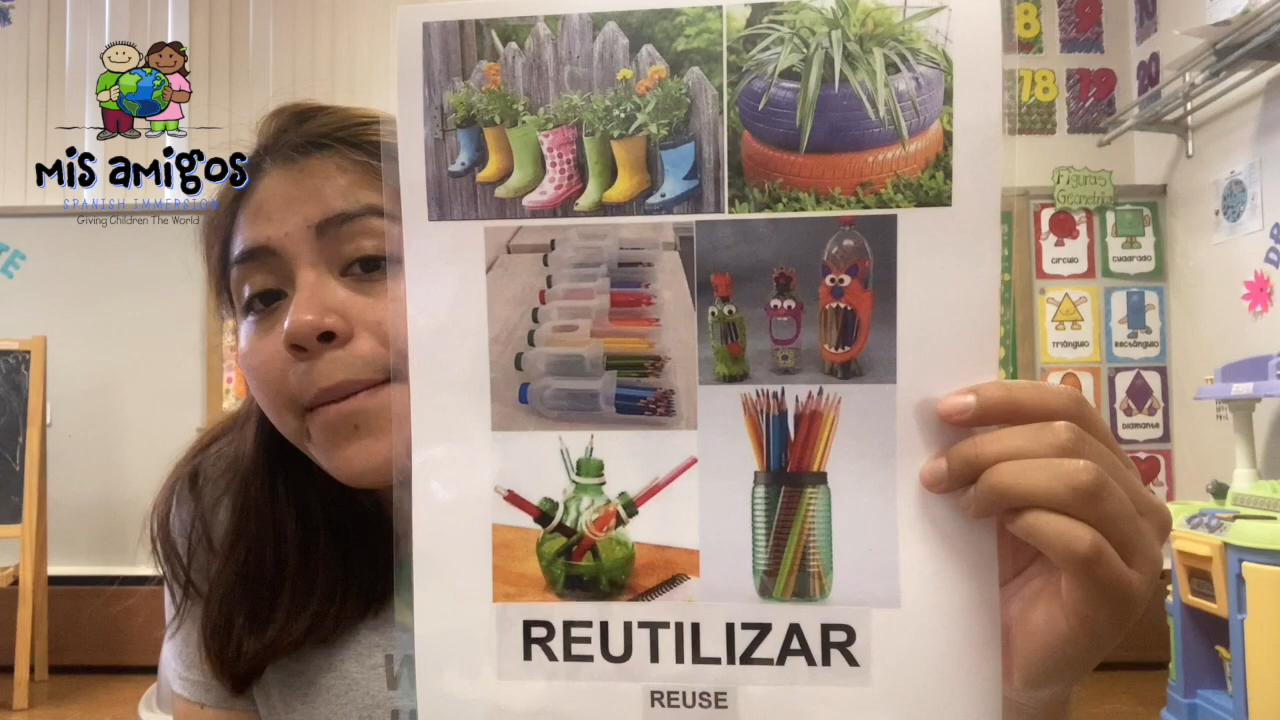 MIS AMIGOS
SPANISH IMMERSION
Giving Children The World
REUTILIZAR
REUSE
8
9
18
19
20
Figuras
CÍRCULO
CUADRADO
TRIÁNGULO
RECTÁNGULO
DIAMANTE